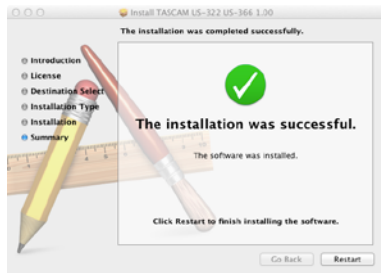 Install TASCAM US-322 US-366 1.00
The installation was completed successfully.
Introduction
License
Destination Select
Installation Type
Installation
Summary
The installation was successful.
The software was installed.
Click Restart to finish installing the software.
Go Back
Restart